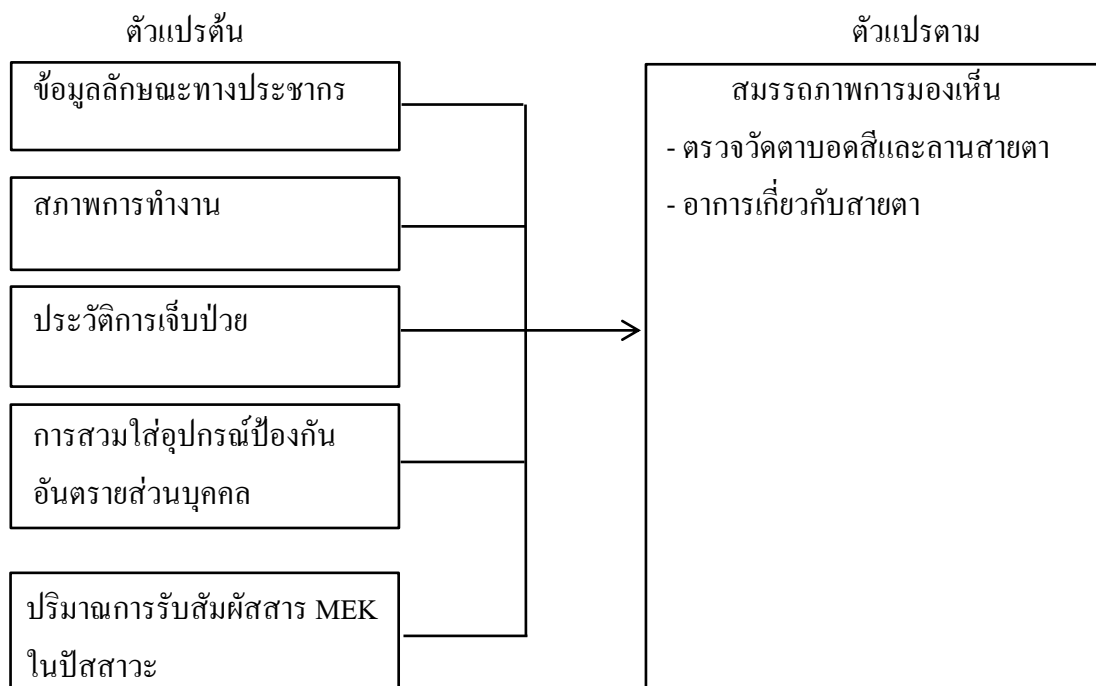 ตัวแปรต้น
ข้อมูลลักษณะทางประชากร
สภาพการทำงาน
ประวัติการเจ็บป่วย
การสวมใส่อุปกรณ์ป้องกัน
อันตรายส่วนบุคคล
ปริมาณการรับสัมผัสสาร MEK
ในปัสสาวะ
ตัวแปรตาม
สมรรถภาพการมองเห็น
- ตรวจวัดตาบอดสีและลานสายตา
- อาการเกี่ยวกับสายตา